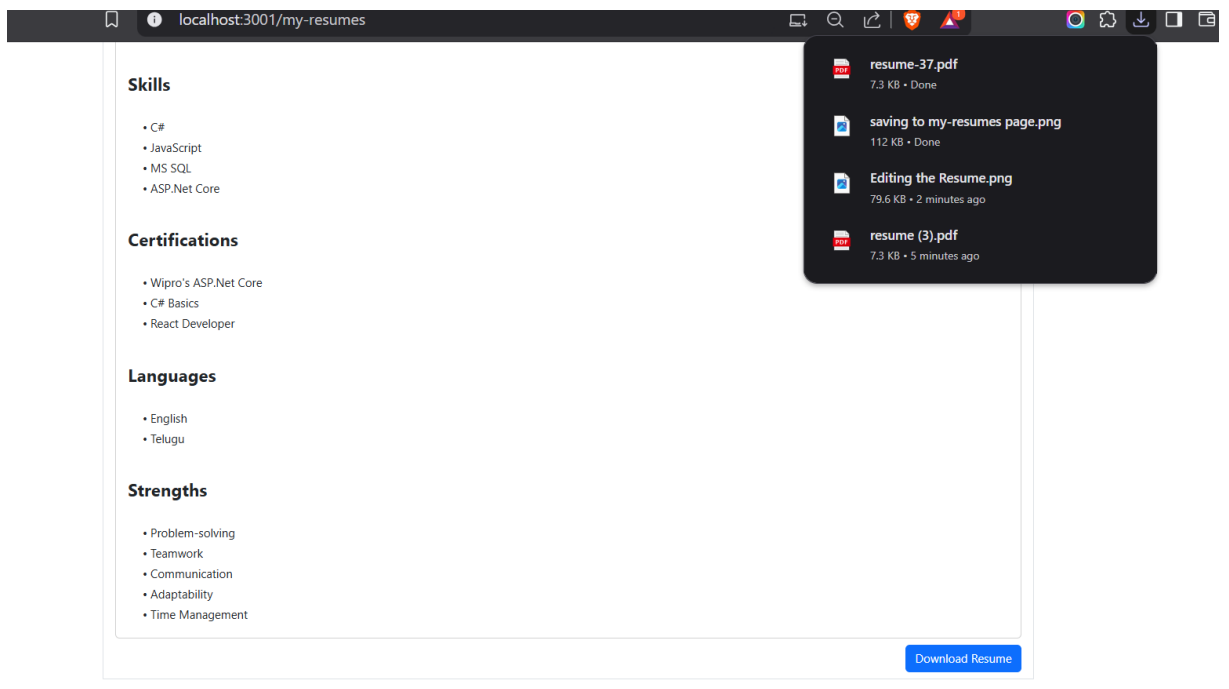 localhost:3001/my-resumes
1
resume-37.pdf
7.3 KB • Done
saving to my-resumes page.png
112 KB • Done
Editing the Resume.png
79.6 KB • 2 minutes ago
resume (3).pdf
7.3 KB • 5 minutes ago
PDF
PDF
Skills
• C#
• JavaScript
• MS SQL
• ASP.Net Core
Certifications
• Wipro's ASP.Net Core
• C# Basics
• React Developer
Languages
• English
• Telugu
Strengths
• Problem-solving
• Teamwork
• Communication
• Adaptability
• Time Management
Download Resume